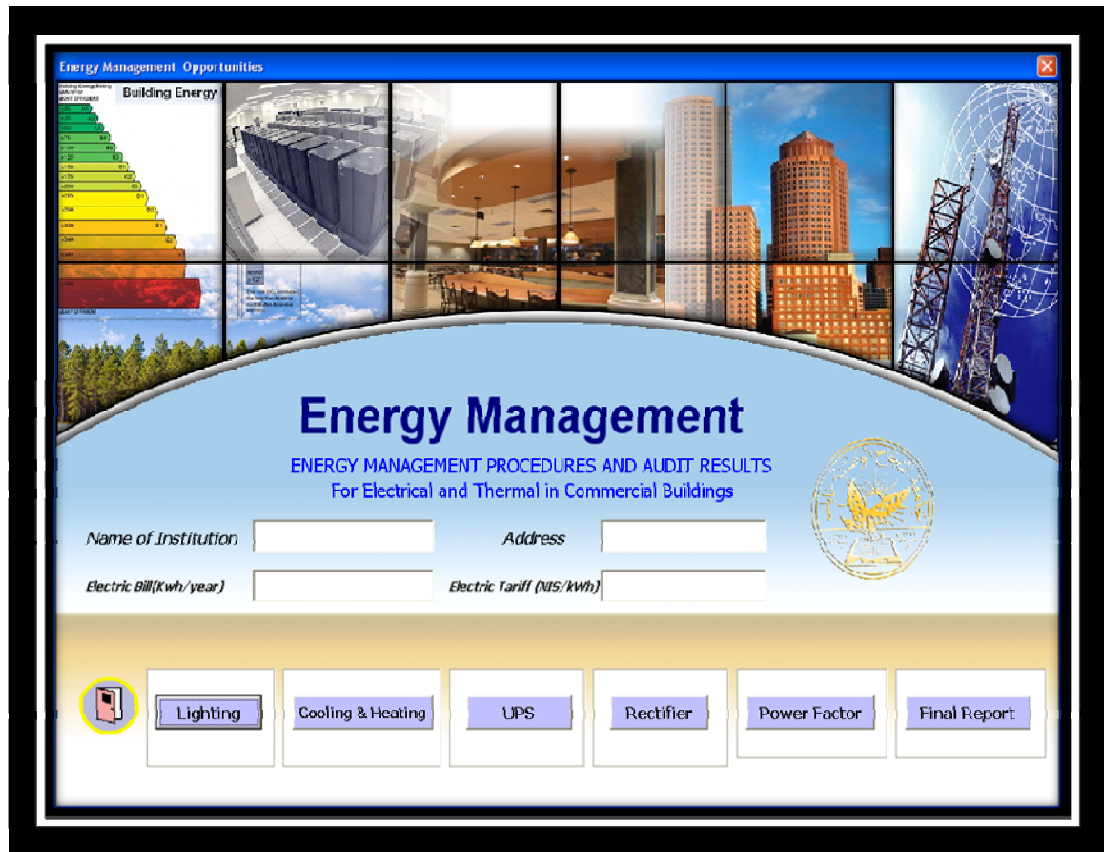 Energy Management Opportunities
Building Energy
Energy Management
ENERGY MANAGEMENT PROCEDURES AND AUDIT RESULTS
For Electrical and Thermal in Commercial Buildings
Name of Institution
Address
Electric Bill(Kwh/year)
Electric Tariff (NIS/kWh)
Lighting
Cooling & Heating
UPS
Rectifier
Power Factor
Final Report